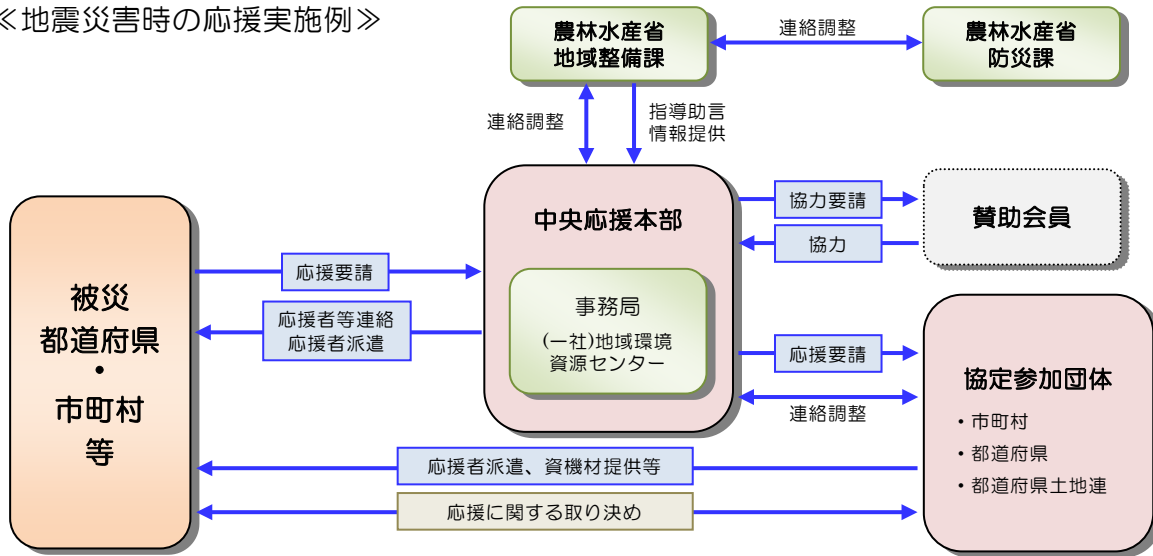 ≪地震災害時の応援実施例≫
農林水産省
地域整備課
連絡調整
農林水産省
防災課
連絡調整
指導助言
情報提供
中央応援本部
協力要請
協力
賛助会員
被災
都道府県
・
市町村
等
応援要請
応援者等連絡
応援者派遣
事務局
(一社)地域環境
資源センター
応援要請
連絡調整
協定参加団体
・市町村
・都道府県
・都道府県土地連
応援者派遣、資機材提供等
応援に関する取り決め